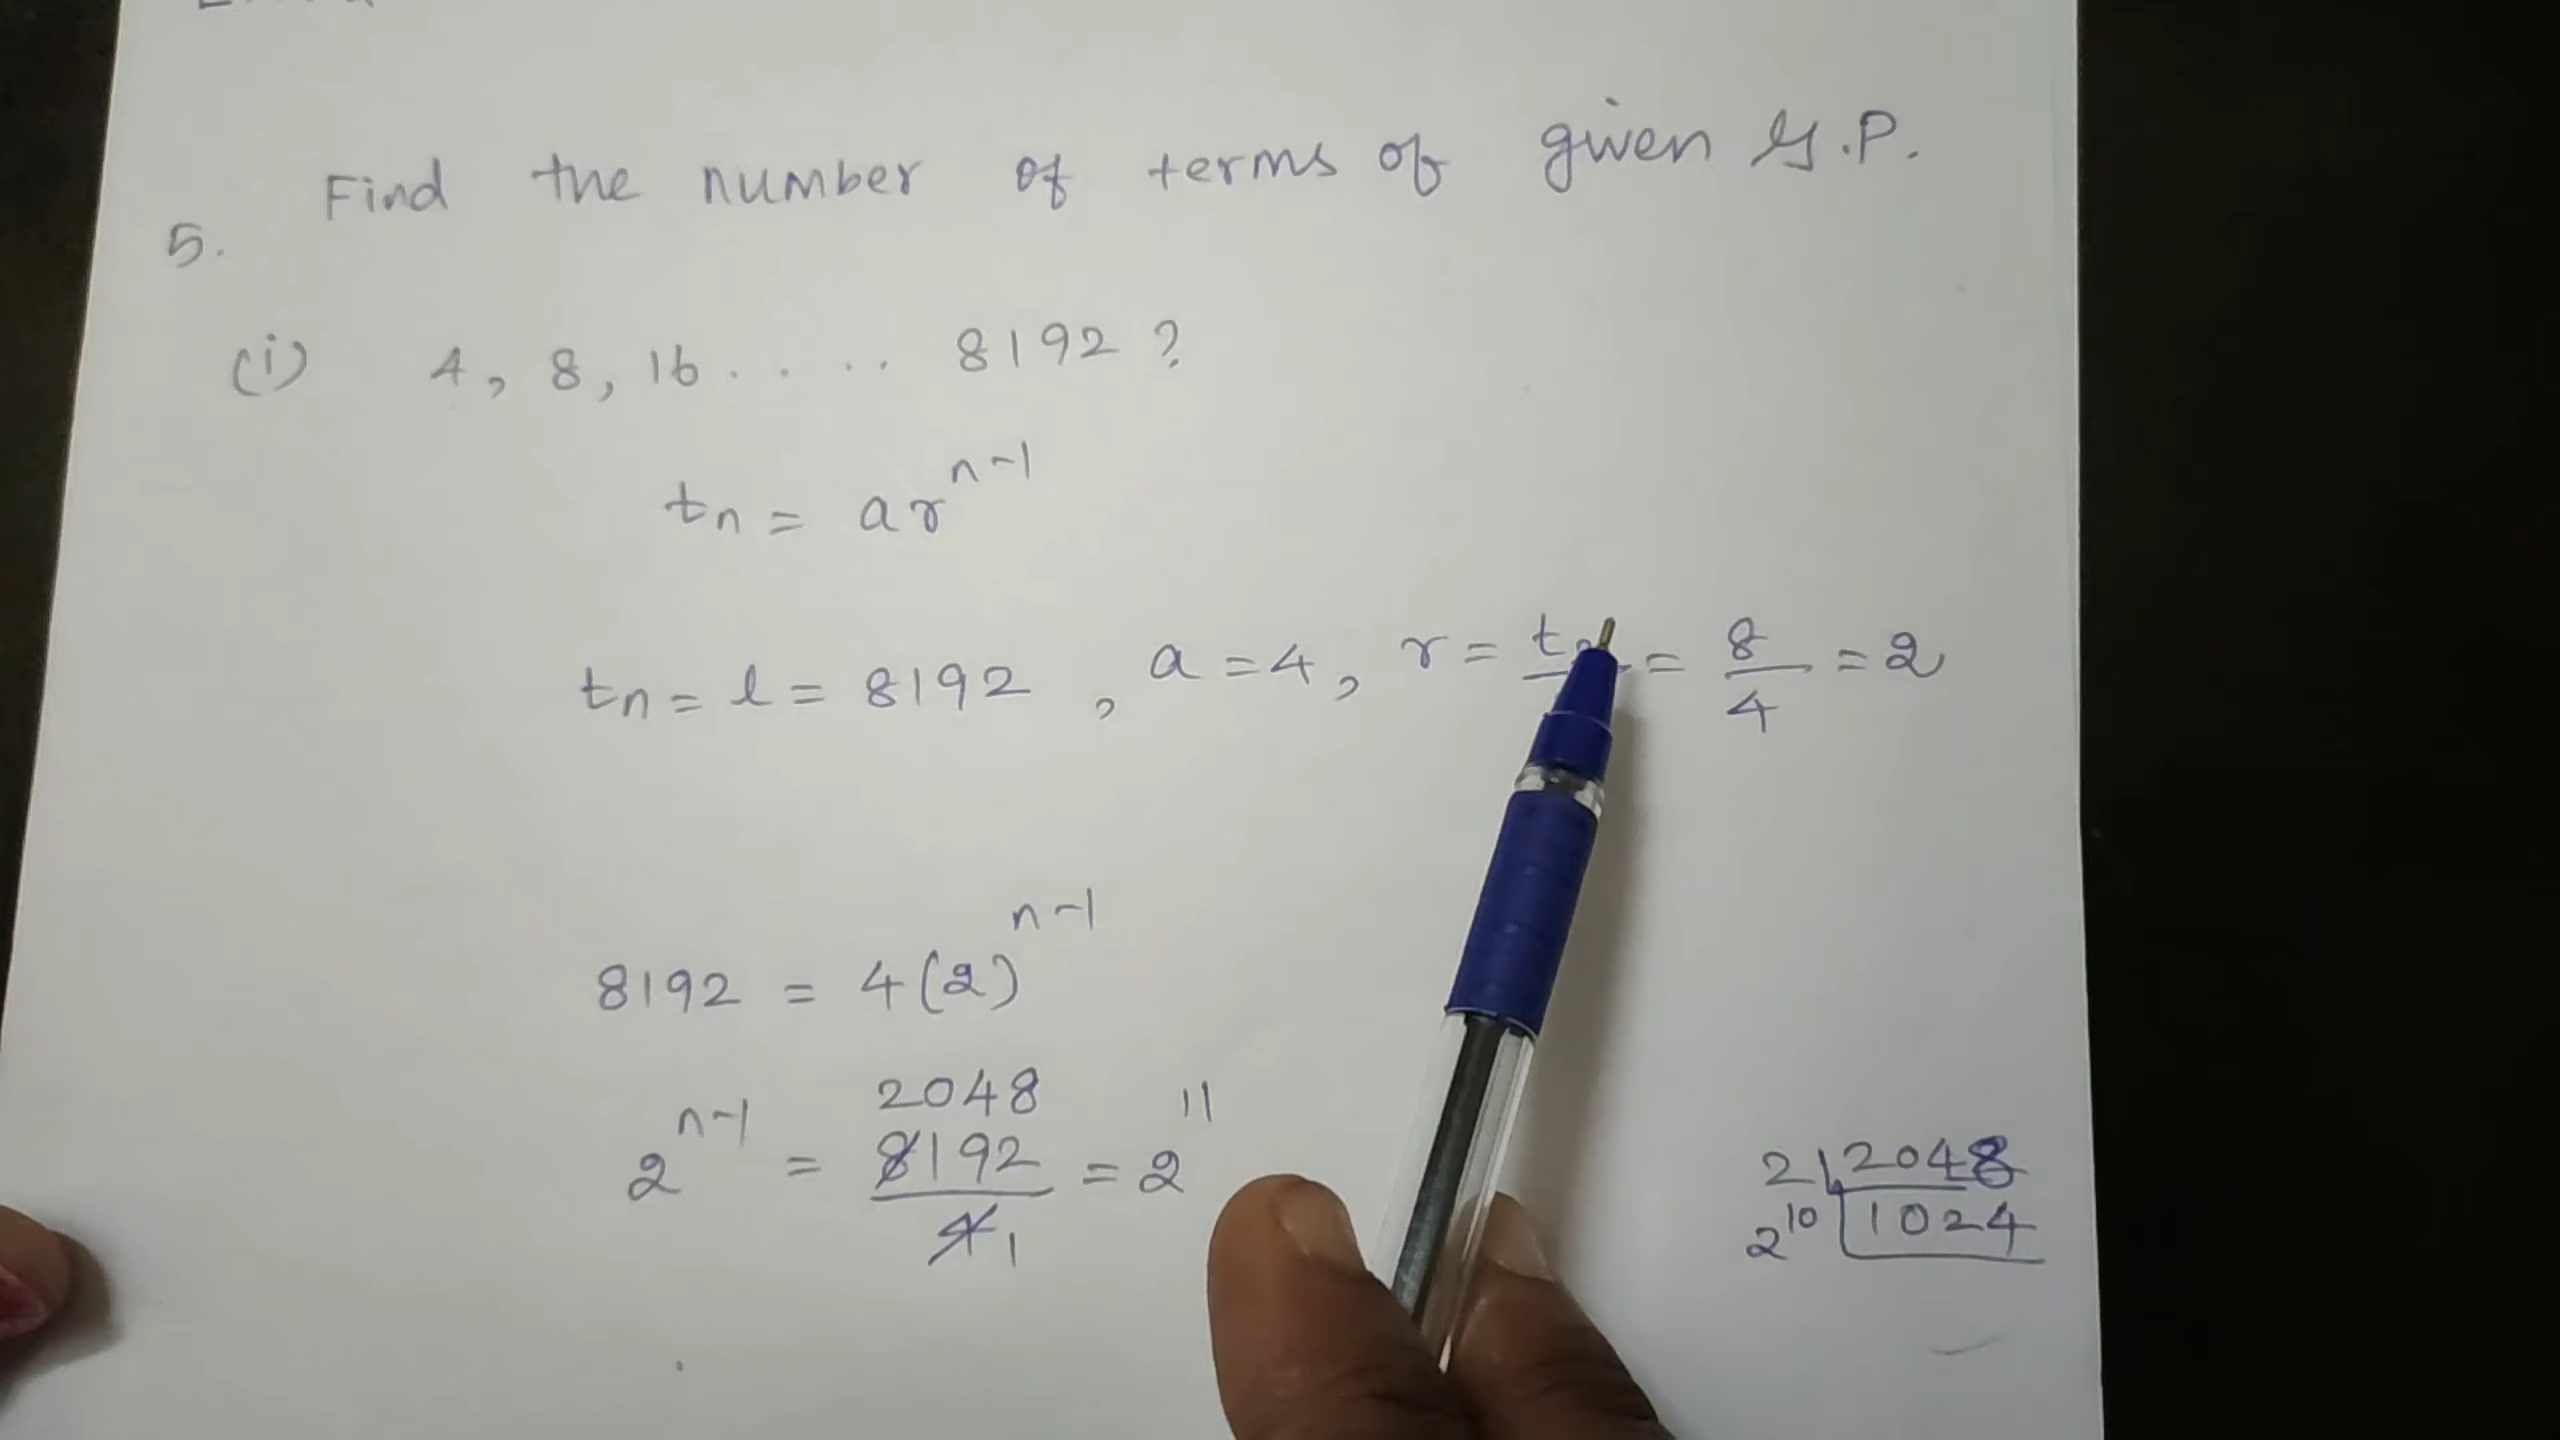 5. Find the number of terms of given G.P.
(i) 4, 8, 16 . . . . . 8192 ?
tn = ar^n-1
tn = l = 8192 , a = 4, r = t = 8/4 = 2
8192 = 4(2)^n-1
2048
2^n-1 = 8192/4 1 = 2^11
2 | 2048
2^10 | 1024